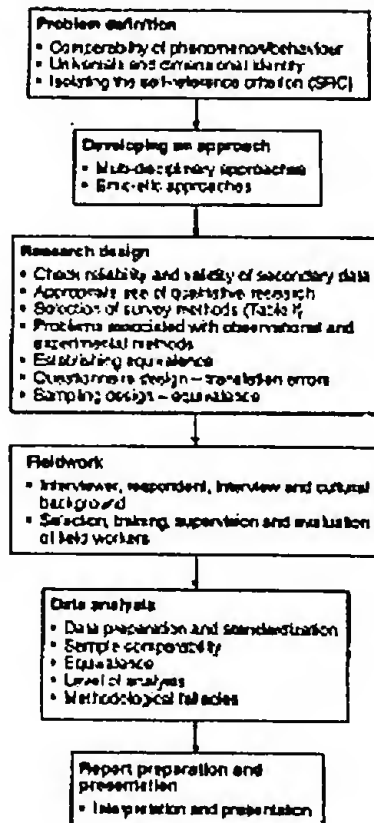 Problem definition
• Comparability of phenomenon/behaviour
• Universals and dimensional identity
• Isolating the self-reference criterion (SRC)
Developing an approach
• Multi-disciplinary approaches
• Emic-etic approaches
Research design
• Check reliability and validity of secondary data
• Appropriate use of qualitative research
• Selection of survey methods (Table I)
• Problems associated with observational and
experimental methods
• Establishing equivalence
• Questionnaire design – translation errors
• Sampling design – equivalence
Fieldwork
• Interviewer, respondent, interview and cultural
background
• Selection, training, supervision and evaluation
of field workers
Data analysis
• Data preparation and standardization
• Sample comparability
• Equivalence
• Level of analysis
• Methodological fallacies
Report preparation and
presentation
• Interpretation and presentation